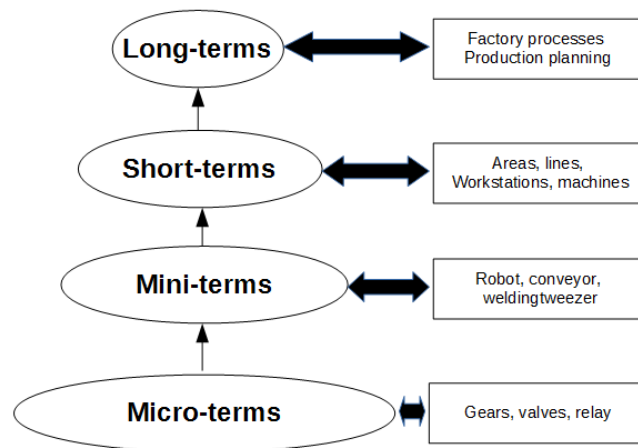 Long-terms
Factory processes
Production planning
Short-terms
Areas, lines,
Workstations, machines
Mini-terms
Robot, conveyor,
weldingtweezer
Micro-terms
Gears, valves, relay